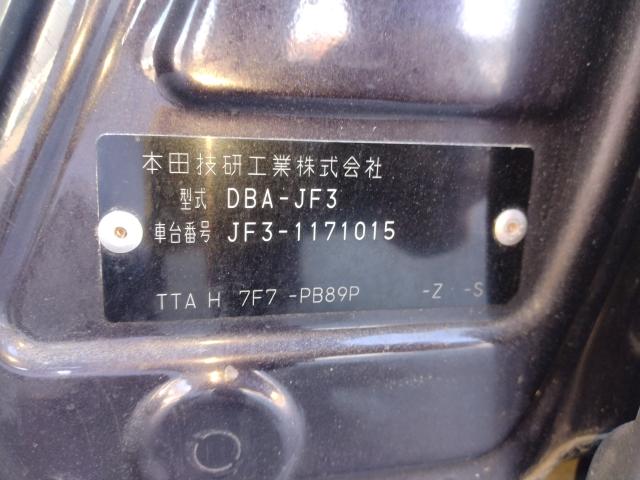 本田技研工業株式会社
型式 DBA-JF3
車台番号 JF3-1171015
TTA H 7F7 -PB89P -Z -S